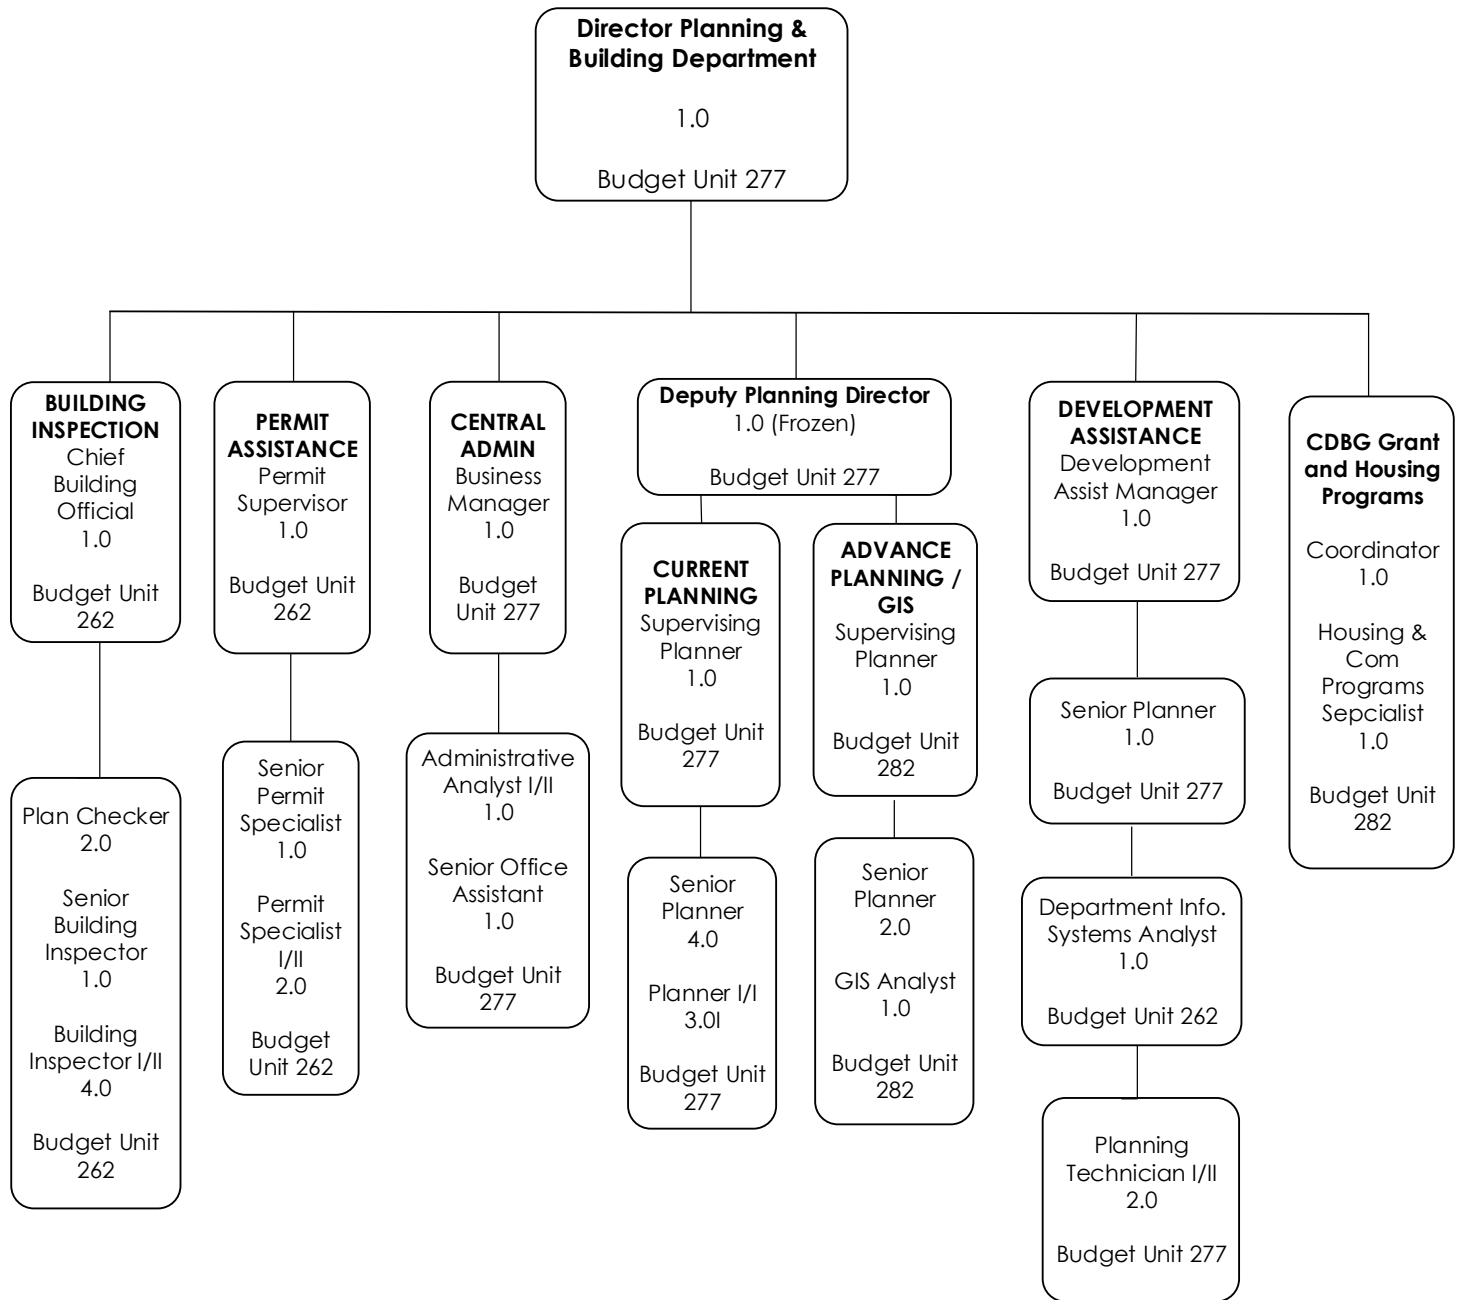 Director Planning &
Building Department
1.0
Budget Unit 277
BUILDING
INSPECTION
Chief
Building
Official
1.0
Budget Unit
262
Plan Checker
2.0
Senior
Building
Inspector
1.0
Building
Inspector I/II
4.0
Budget Unit
262
PERMIT
ASSISTANCE
Permit
Supervisor
1.0
Budget Unit
262
Senior
Permit
Specialist
1.0
Permit
Specialist
I/II
2.0
Budget
Unit 262
CENTRAL
ADMIN
Business
Manager
1.0
Budget
Unit 277
Administrative
Analyst I/II
1.0
Senior Office
Assistant
1.0
Budget Unit
277
Deputy Planning Director
1.0 (Frozen)
Budget Unit 277
CURRENT
PLANNING
Supervising
Planner
1.0
Budget Unit
277
Senior
Planner
4.0
Planner I/I
3.0I
Budget Unit
277
ADVANCE
PLANNING /
GIS
Supervising
Planner
1.0
Budget Unit
282
Senior
Planner
2.0
GIS Analyst
1.0
Budget Unit
282
DEVELOPMENT
ASSISTANCE
Development
Assist Manager
1.0
Budget Unit 277
Senior Planner
1.0
Budget Unit 277
Department Info.
Systems Analyst
1.0
Budget Unit 262
Planning
Technician I/II
2.0
Budget Unit 277
CDBG Grant
and Housing
Programs
Coordinator
1.0
Housing &
Com
Programs
Sepcialist
1.0
Budget Unit
282